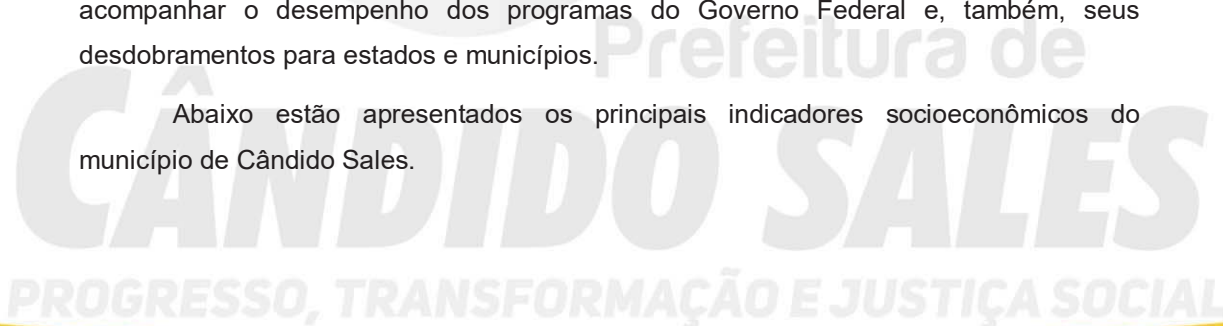 acompanhar o desempenho dos programas do Governo Federal e, também, seus
desdobramentos para estados e municípios.
Prefeitura de
Abaixo estão apresentados os principais indicadores socioeconômicos do
município de Cândido Sales.
CÂNDIDO SALES
PROGRESSO, TRANSFORMAÇÃO E JUSTIÇA SOCIAL